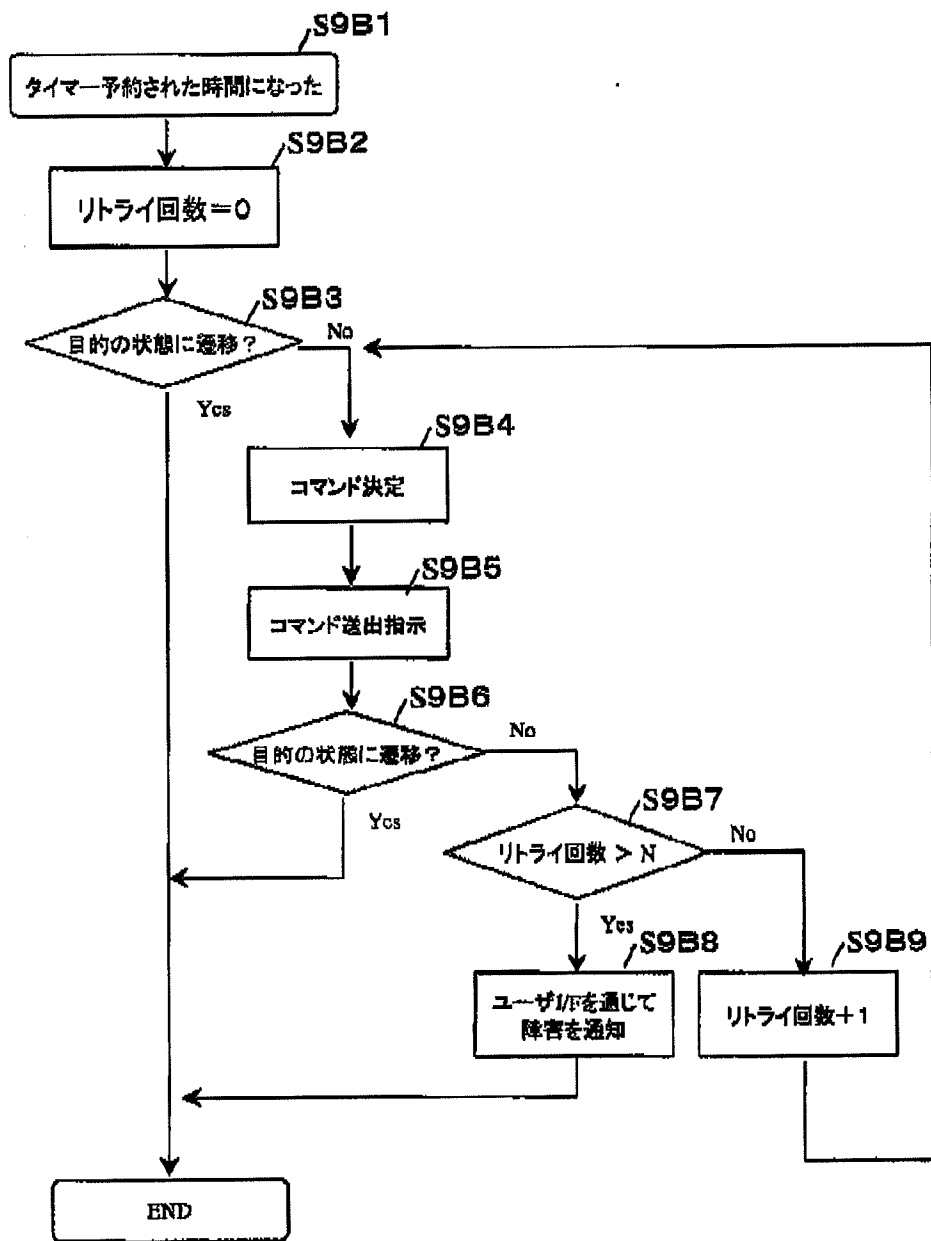 S9B1
タイマー予約された時間になった
S9B2
リトライ回数=0
S9B3
目的の状態に遷移?
No
Yes
S9B4
コマンド決定
S9B5
コマンド送出指示
S9B6
目的の状態に遷移?
No
Yes
S9B7
リトライ回数 > N
No
Yes
S9B8
ユーザI/Fを通じて
障害を通知
S9B9
リトライ回数+1
END